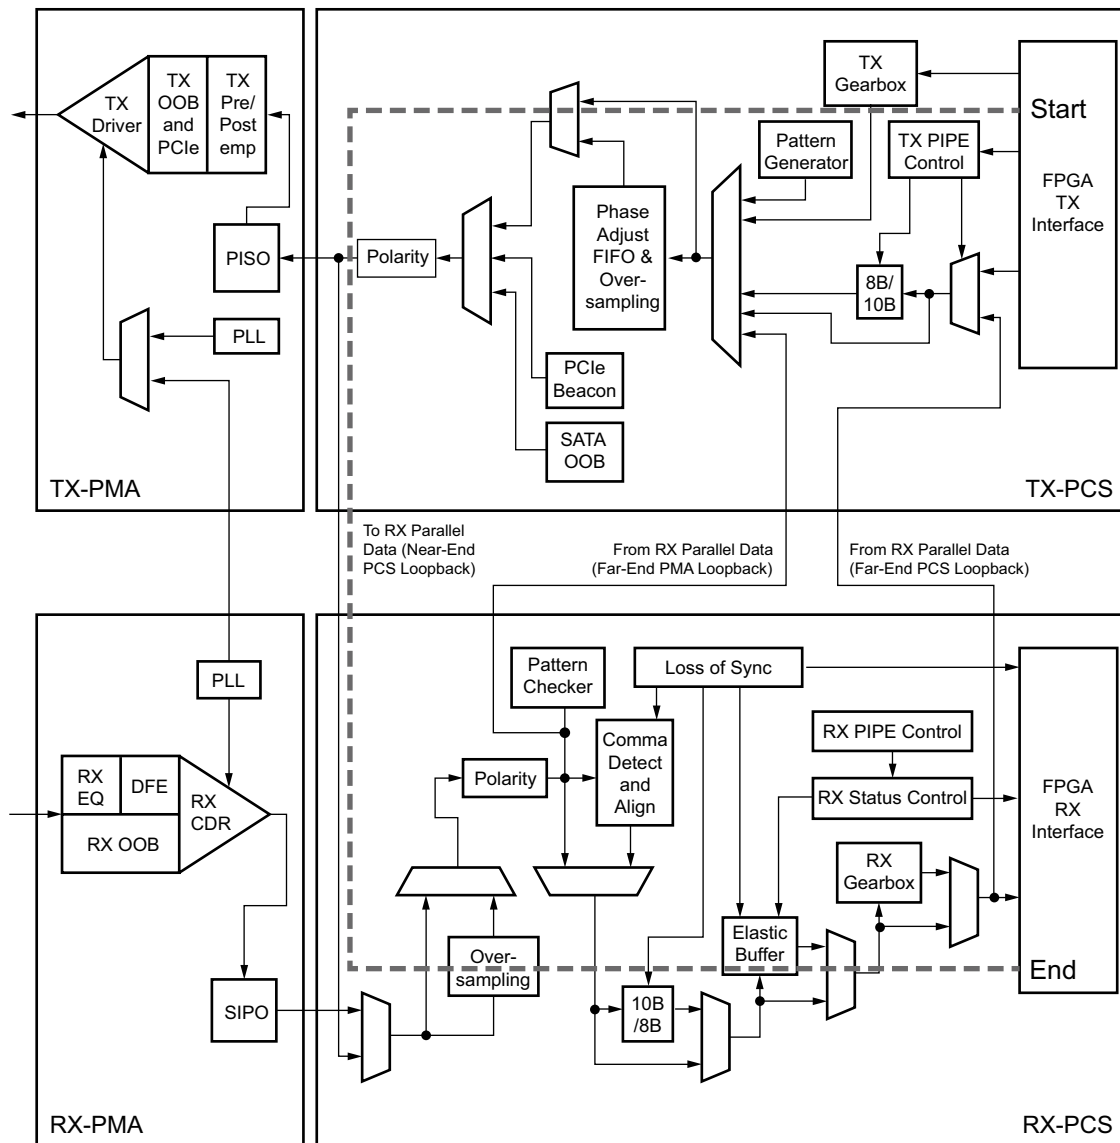 TX
Driver
TX
OOB
and
PCIe
TX
Pre/
Post
emp
PISO
PLL
TX-PMA
TX
Gearbox
Start
Pattern
Generator
TX PIPE
Control
FPGA
TX
Interface
Phase
Adjust
FIFO &
Over-
sampling
Polarity
8B/
10B
PCIe
Beacon
SATA
OOB
TX-PCS
To RX Parallel
Data (Near-End
PCS Loopback)
From RX Parallel Data
(Far-End PMA Loopback)
From RX Parallel Data
(Far-End PCS Loopback)
PLL
RX
EQ
DFE
RX
CDR
RX OOB
SIPO
RX-PMA
Pattern
Checker
Loss of Sync
Polarity
Comma
Detect
and
Align
RX PIPE Control
RX Status Control
FPGA
RX
Interface
RX
Gearbox
Over-
sampling
Elastic
Buffer
End
10B
/8B
RX-PCS